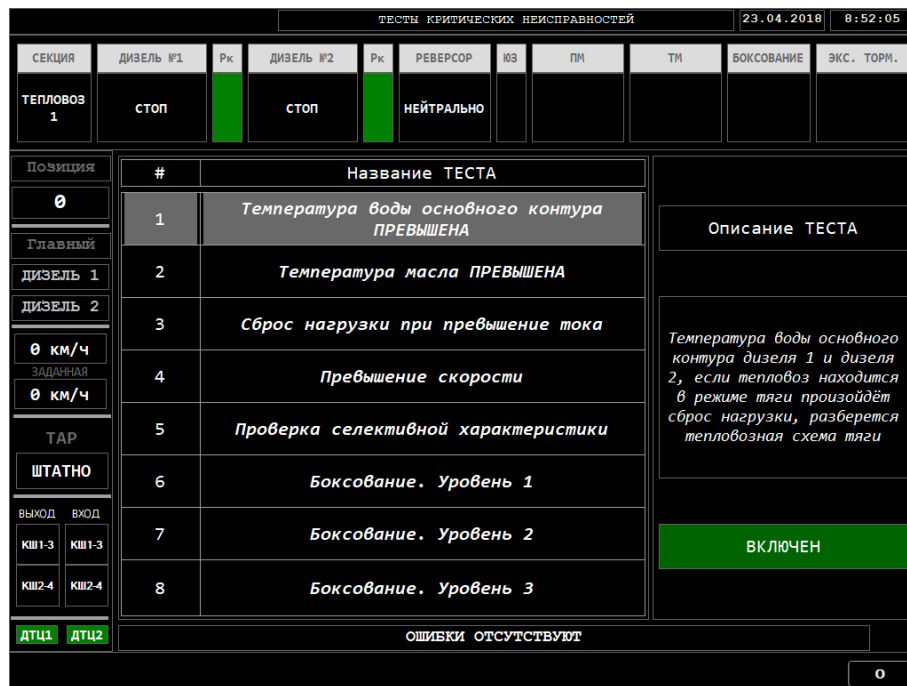 ТЕСТЫ КРИТИЧЕСКИХ НЕИСПРАВНОСТЕЙ
23.04.2018
8:52:05
СЕКЦИЯ
ДИЗЕЛЬ №1
Рк
ДИЗЕЛЬ №2
Рк
РЕВЕРСОР
ЮЗ
ПМ
ТМ
БОКСОВАНИЕ
ЭКС. ТОРМ.
ТЕПЛОВОЗ
1
СТОП
СТОП
НЕЙТРАЛЬНО
Позиция
0
Главный
ДИЗЕЛЬ 1
ДИЗЕЛЬ 2
0 км/ч
ЗАДАННАЯ
0 км/ч
ТАР
ШТАТНО
ВЫХОД ВХОД
КШ1-3 КШ1-3
КШ2-4 КШ2-4
ДТЦ1 ДТЦ2
# Название ТЕСТА
1 Температура воды основного контура
ПРЕВЫШЕНА
2 Температура масла ПРЕВЫШЕНА
3 Сброс нагрузки при превышение тока
4 Превышение скорости
5 Проверка селективной характеристики
6 Боксование. Уровень 1
7 Боксование. Уровень 2
8 Боксование. Уровень 3
Описание ТЕСТА
Температура воды основного
контура дизеля 1 и дизеля
2, если тепловоз находится
в режиме тяги произойдёт
сброс нагрузки, разберется
тепловозная схема тяги
ВКЛЮЧЕН
ОШИБКИ ОТСУТСТВУЮТ
О